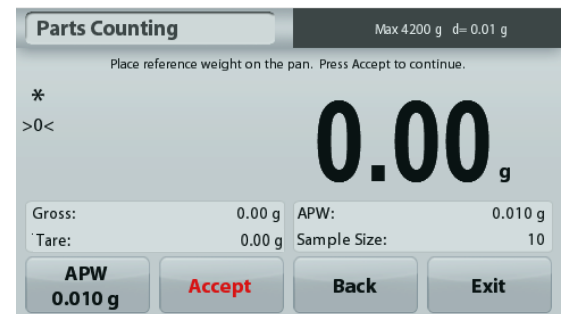 Parts Counting
Max 4200 g d= 0.01 g
Place reference weight on the pan. Press Accept to continue.
*
>0<
0.00 g
Gross: 0.00 g APW: 0.010 g
Tare: 0.00 g Sample Size: 10
APW
0.010 g
Accept
Back
Exit